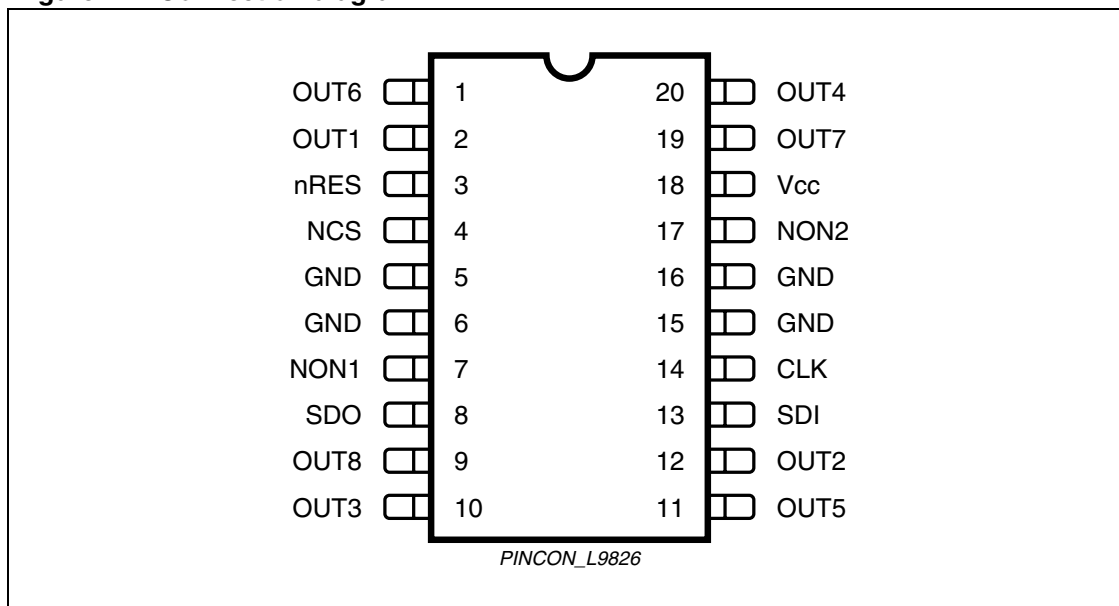 OUT6 1 20 OUT4
OUT1 2 19 OUT7
nRES 3 18 Vcc
NCS 4 17 NON2
GND 5 16 GND
GND 6 15 GND
NON1 7 14 CLK
SDO 8 13 SDI
OUT8 9 12 OUT2
OUT3 10 11 OUT5
PINCON_L9826